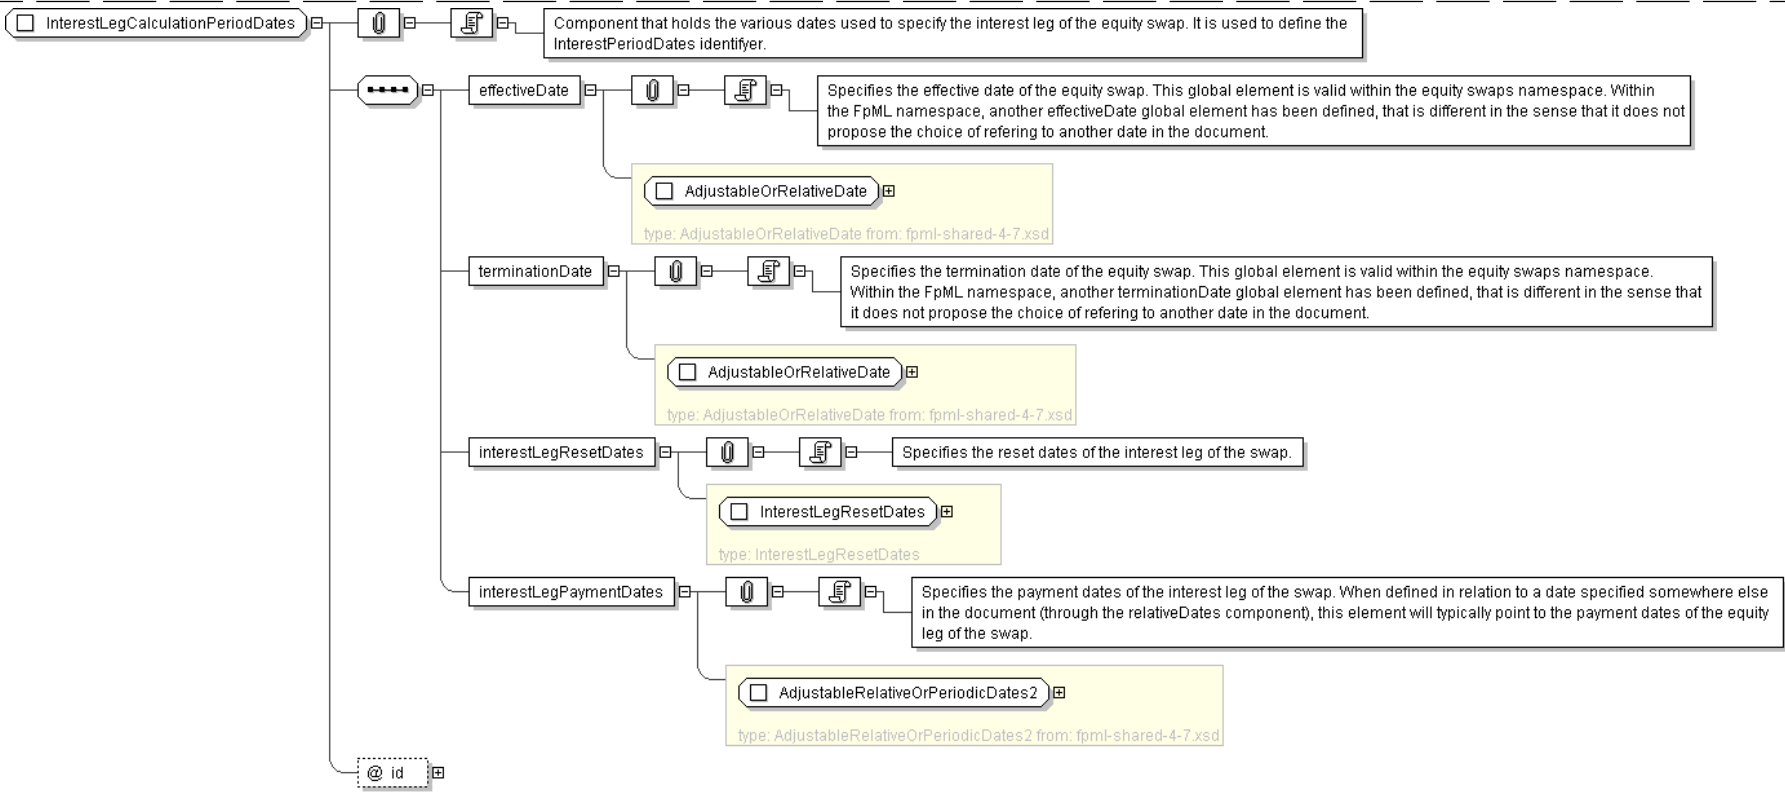 InterestLegCalculationPeriodDates
Component that holds the various dates used to specify the interest leg of the equity swap. It is used to define the
InterestPeriodDates identifyer.
effectiveDate
Specifies the effective date of the equity swap. This global element is valid within the equity swaps namespace. Within
the FpML namespace, another effectiveDate global element has been defined, that is different in the sense that it does not
propose the choice of refering to another date in the document.
AdjustableOrRelativeDate
type: AdjustableOrRelativeDate from: fpml-shared-4-7.xsd
terminationDate
Specifies the termination date of the equity swap. This global element is valid within the equity swaps namespace.
Within the FpML namespace, another terminationDate global element has been defined, that is different in the sense that
it does not propose the choice of refering to another date in the document.
AdjustableOrRelativeDate
type: AdjustableOrRelativeDate from: fpml-shared-4-7.xsd
interestLegResetDates
Specifies the reset dates of the interest leg of the swap.
InterestLegResetDates
type: InterestLegResetDates
interestLegPaymentDates
Specifies the payment dates of the interest leg of the swap. When defined in relation to a date specified somewhere else
in the document (through the relativeDates component), this element will typically point to the payment dates of the equity
leg of the swap.
AdjustableRelativeOrPeriodicDates2
type: AdjustableRelativeOrPeriodicDates2 from: fpml-shared-4-7.xsd
@ id